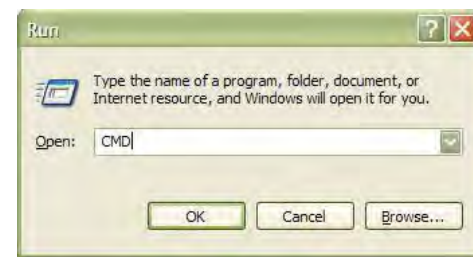 Run
Type the name of a program, folder, document, or
Internet resource, and Windows will open it for you.
Open: CMD
OK Cancel Browse...